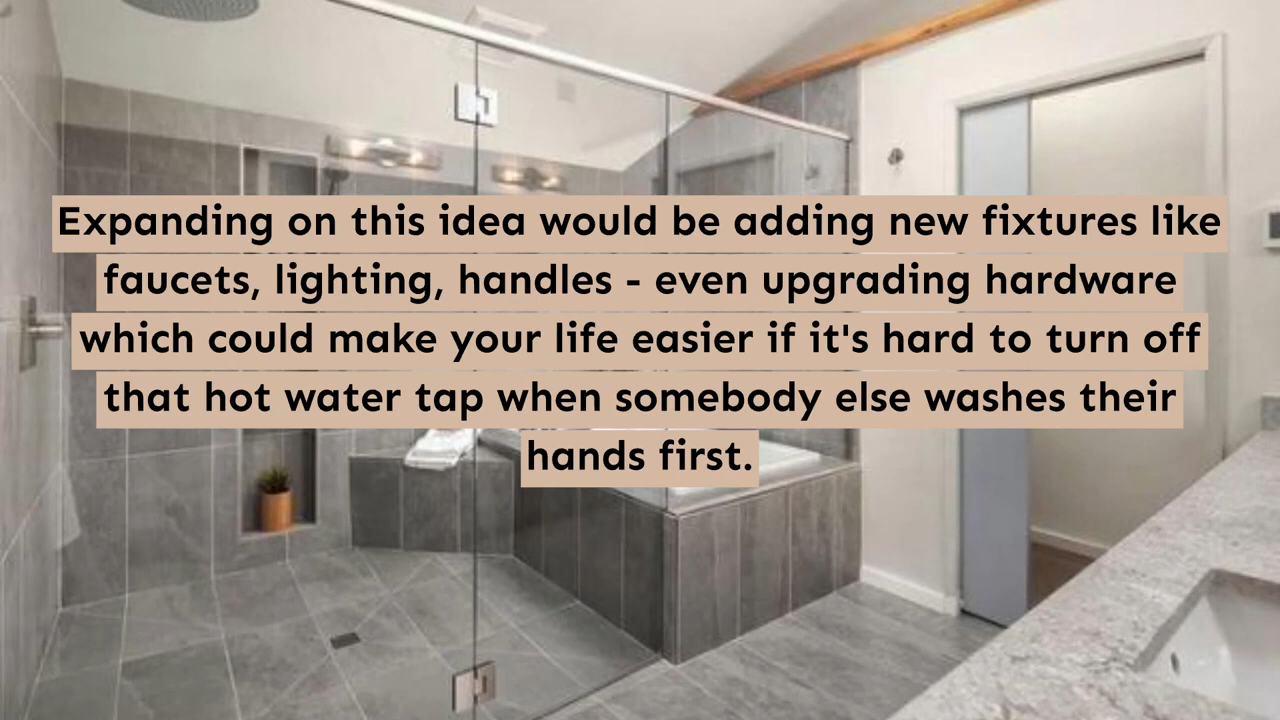 Expanding on this idea would be adding new fixtures like
faucets, lighting, handles - even upgrading hardware
which could make your life easier if it's hard to turn off
that hot water tap when somebody else washes their
hands first.